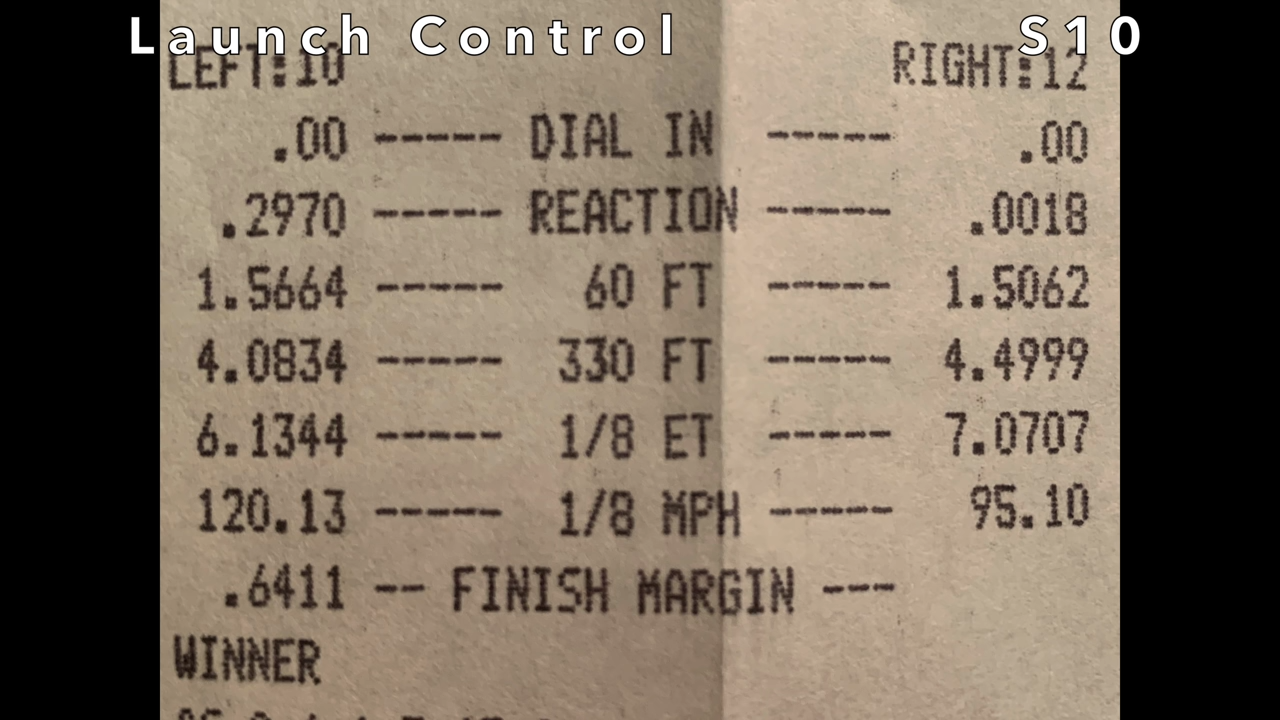 Launch Control S10
LEFT:10 RIGHT:12
.00 ----- DIAL IN ----- .00
.2970 ----- REACTION ----- .0018
1.5664 ----- 60 FT ----- 1.5062
4.0834 ----- 330 FT ----- 4.4999
6.1344 ----- 1/8 ET ----- 7.0707
120.13 ----- 1/8 MPH ----- 95.10
.6411 -- FINISH MARGIN ---
WINNER